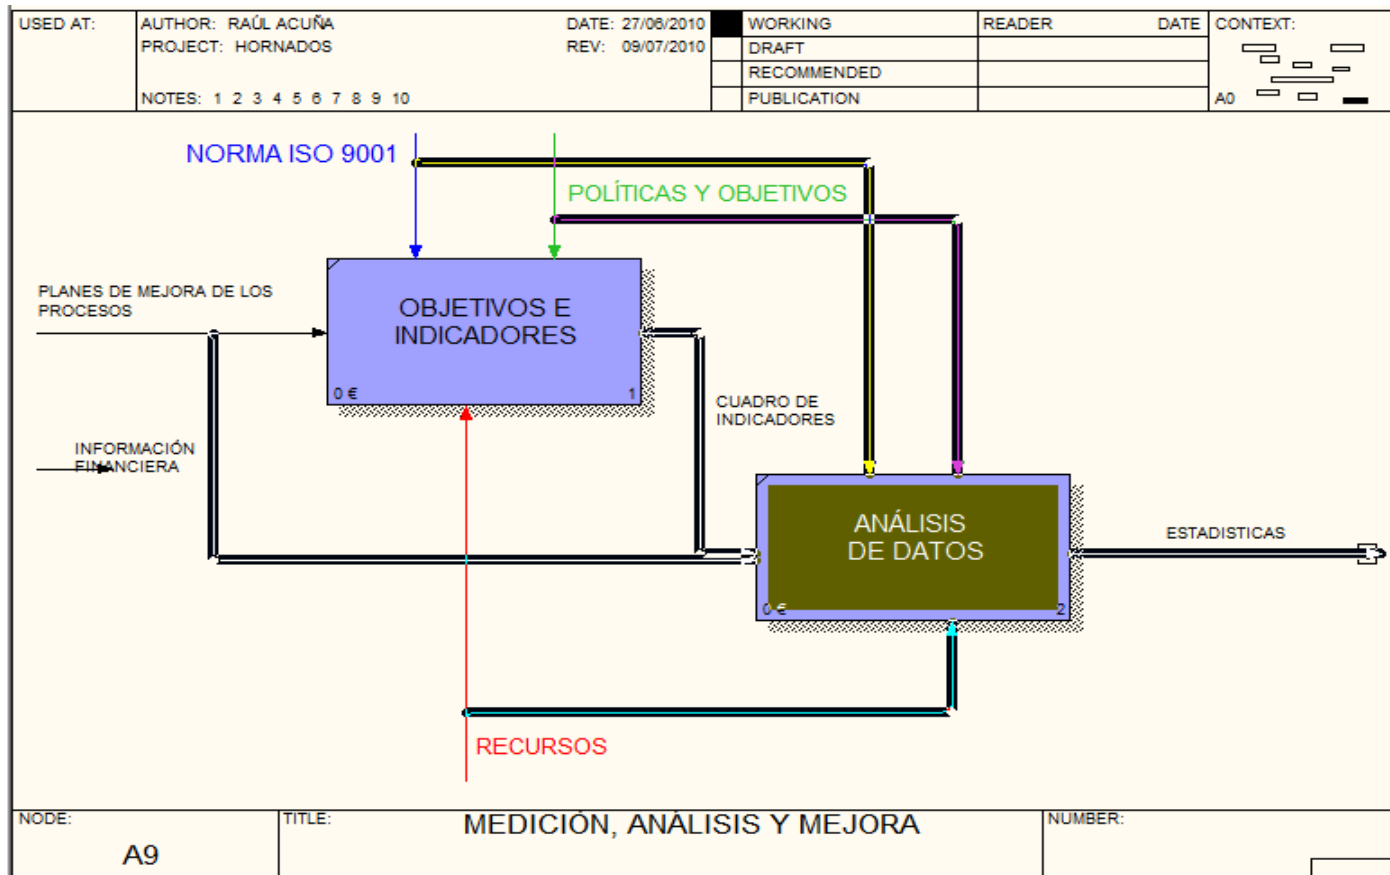 USED AT:
AUTHOR: RAÚL ACUÑA
DATE: 27/06/2010
WORKING
READER
DATE
CONTEXT:
PROJECT: HORNADOS
REV: 09/07/2010
DRAFT
RECOMMENDED
NOTES: 1 2 3 4 5 6 7 8 9 10
PUBLICATION
A0
NORMA ISO 9001
POLÍTICAS Y OBJETIVOS
PLANES DE MEJORA DE LOS
PROCESOS
OBJETIVOS E
INDICADORES
0 €
1
CUADRO DE
INDICADORES
INFORMACIÓN
FINANCIERA
ANÁLISIS
DE DATOS
0 €
2
ESTADISTICAS
RECURSOS
NODE:
A9
TITLE:
MEDICIÓN, ANÁLISIS Y MEJORA
NUMBER: